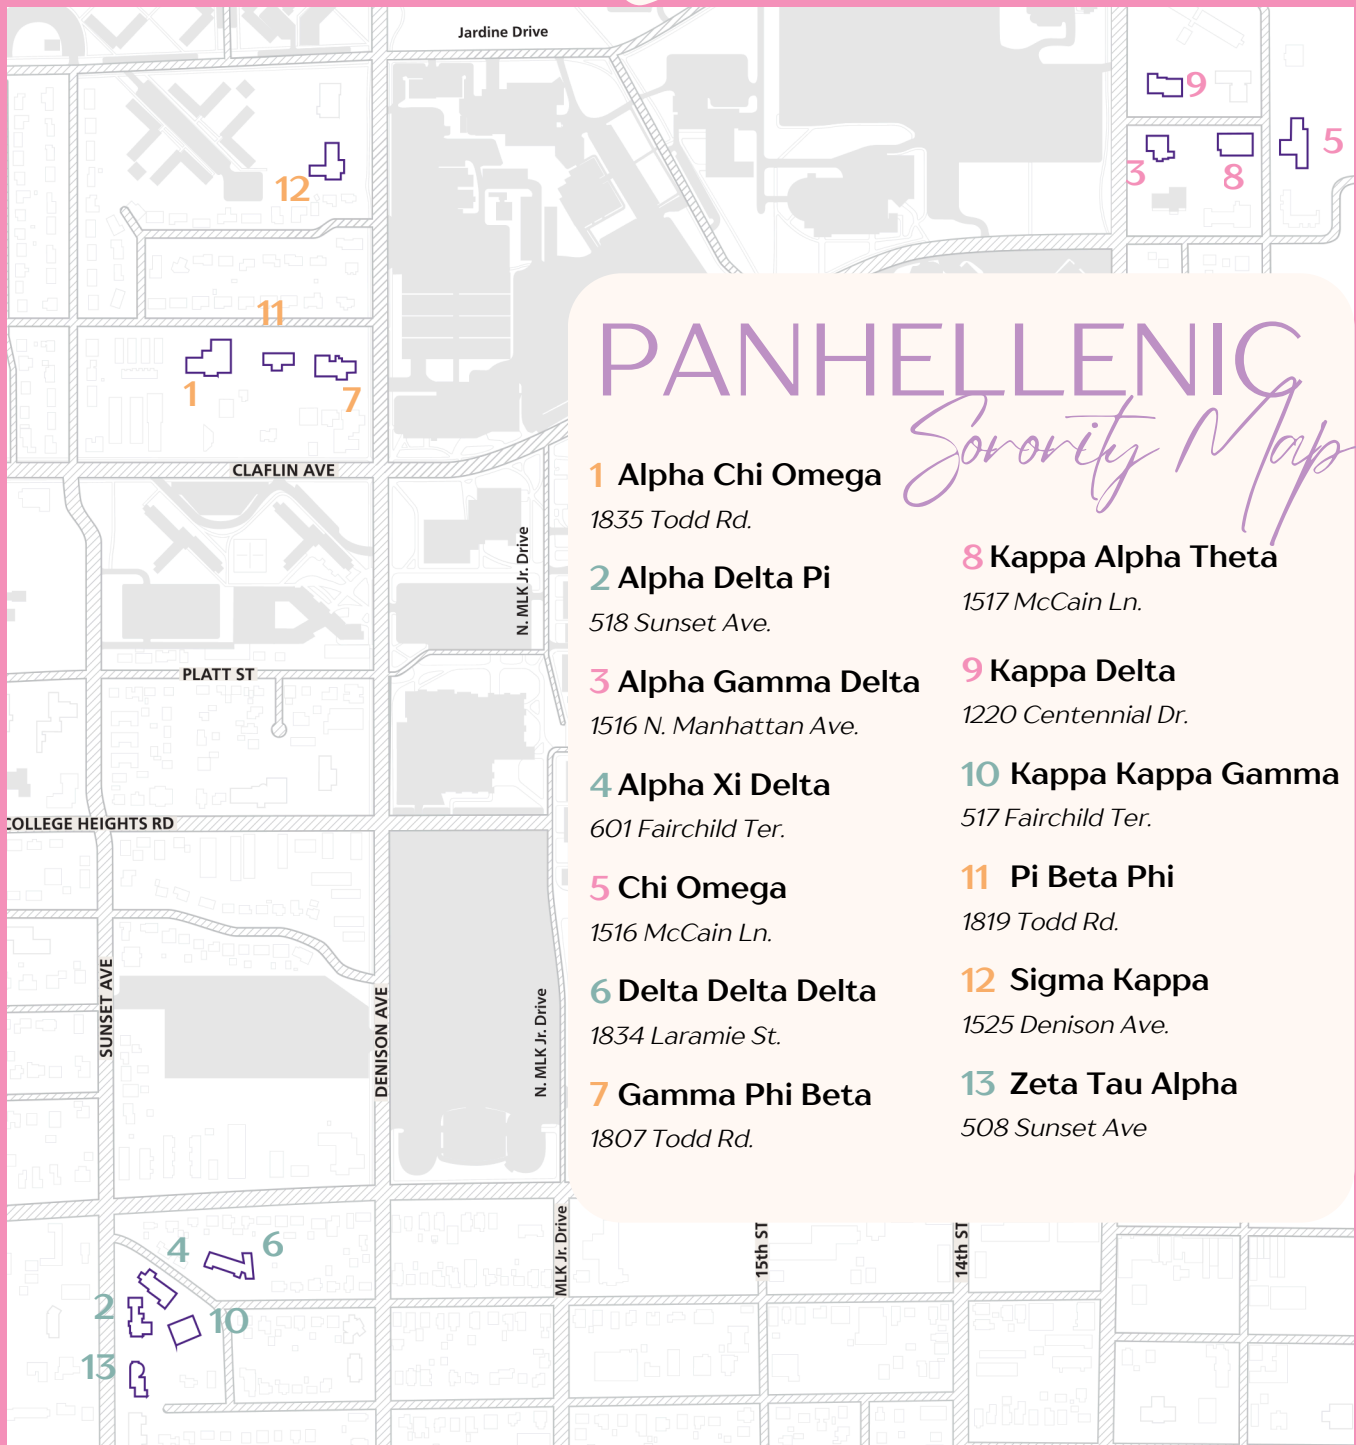 Jardine Drive
9
5
3
8
12
11
1
7
CLAFLIN AVE
N. MLK Jr. Drive
PLATT ST
COLLEGE HEIGHTS RD
SUNSET AVE
DENISON AVE
N. MLK Jr. Drive
MLK Jr. Drive
15th ST
14th ST
4
6
2
10
13
PANHELLENIC
Sorority Map
1 Alpha Chi Omega
1835 Todd Rd.
2 Alpha Delta Pi
518 Sunset Ave.
3 Alpha Gamma Delta
1516 N. Manhattan Ave.
4 Alpha Xi Delta
601 Fairchild Ter.
5 Chi Omega
1516 McCain Ln.
6 Delta Delta Delta
1834 Laramie St.
7 Gamma Phi Beta
1807 Todd Rd.
8 Kappa Alpha Theta
1517 McCain Ln.
9 Kappa Delta
1220 Centennial Dr.
10 Kappa Kappa Gamma
517 Fairchild Ter.
11 Pi Beta Phi
1819 Todd Rd.
12 Sigma Kappa
1525 Denison Ave.
13 Zeta Tau Alpha
508 Sunset Ave